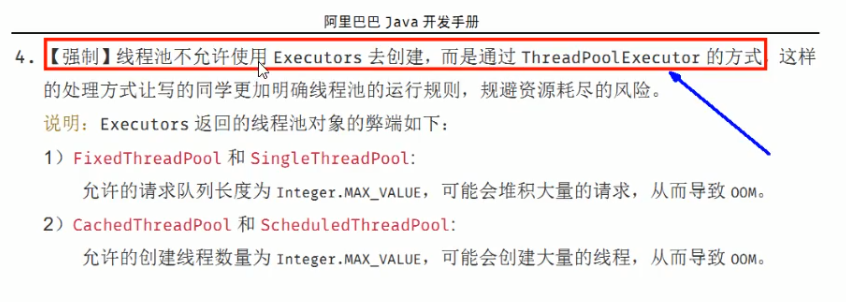 阿里巴巴 Java 开发手册
4. 【强制】线程池不允许使用 Executors 去创建，而是通过 ThreadPoolExecutor 的方式，这样
的处理方式让写的同学更加明确线程池的运行规则，规避资源耗尽的风险。
说明：Executors 返回的线程池对象的弊端如下：
1）FixedThreadPool 和 SingleThreadPool:
允许的请求队列长度为 Integer.MAX_VALUE，可能会堆积大量的请求，从而导致 OOM。
2）CachedThreadPool 和 ScheduledThreadPool:
允许的创建线程数量为 Integer.MAX_VALUE，可能会创建大量的线程，从而导致 OOM。